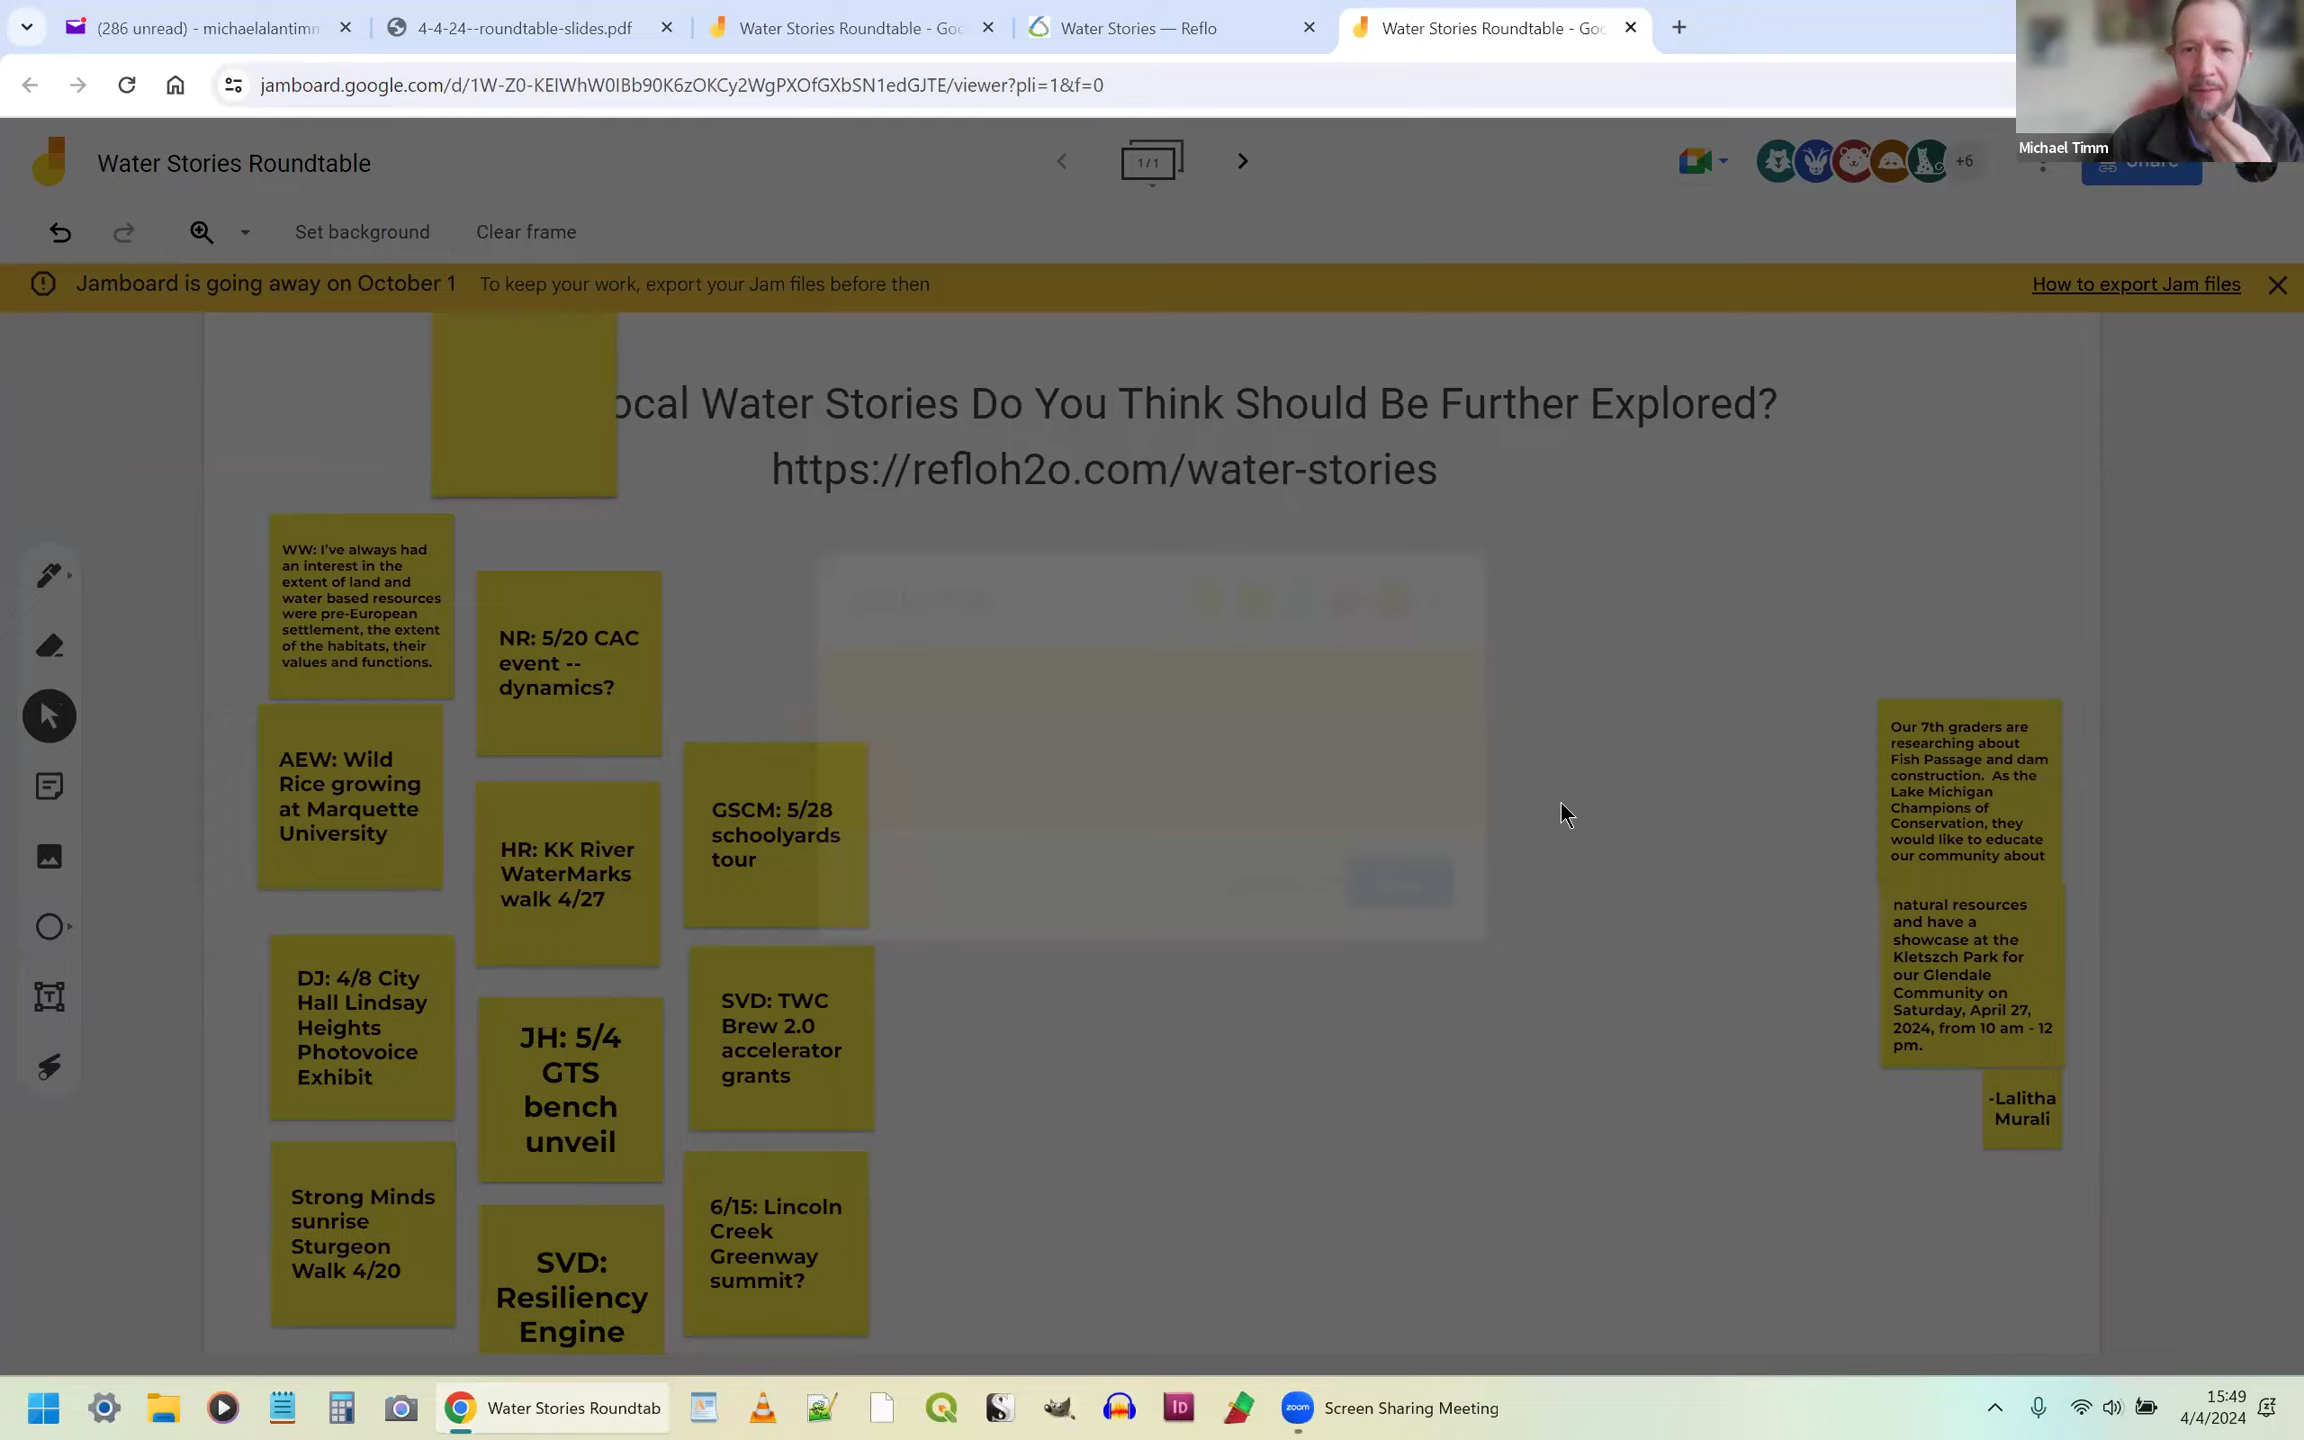 (286 unread) - michaelalantimm
4-4-24--roundtable-slides.pdf
Water Stories Roundtable - Goo
Water Stories — Reflo
Water Stories Roundtable - Goo
jamboard.google.com/d/1W-Z0-KEIWhW0IBb90K6zOKCy2WgPXOfGXbSN1edGJTE/viewer?pli=1&f=0
Michael Timm
Water Stories Roundtable
1/1
+6
Share
Set background
Clear frame
Jamboard is going away on October 1
To keep your work, export your Jam files before then
How to export Jam files
ocal Water Stories Do You Think Should Be Further Explored?
https://refloh2o.com/water-stories
WW: I've always had
an interest in the
extent of land and
water based resources
were pre-European
settlement, the extent
of the habitats, their
values and functions.
NR: 5/20 CAC
event --
dynamics?
AEW: Wild
Rice growing
at Marquette
University
HR: KK River
WaterMarks
walk 4/27
GSCM: 5/28
schoolyards
tour
DJ: 4/8 City
Hall Lindsay
Heights
Photovoice
Exhibit
JH: 5/4
GTS
bench
unveil
SVD: TWC
Brew 2.0
accelerator
grants
Strong Minds
sunrise
Sturgeon
Walk 4/20
SVD:
Resiliency
Engine
6/15: Lincoln
Creek
Greenway
summit?
Our 7th graders are
researching about
Fish Passage and dam
construction. As the
Lake Michigan
Champions of
Conservation, they
would like to educate
our community about
natural resources
and have a
showcase at the
Kletszch Park for
our Glendale
Community on
Saturday, April 27,
2024, from 10 am - 12
pm.
-Lalitha
Murali
Water Stories Roundtab
Id
zoom
Screen Sharing Meeting
15:49
4/4/2024